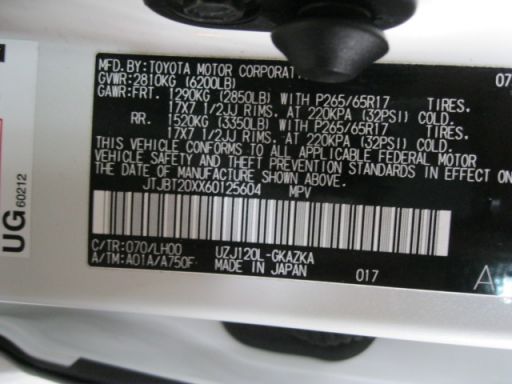 MFD.BY:TOYOTA MOTOR CORPORATI 07
GVWR:2810KG (6200LB)
GAWR:FRT. 1290KG (2850LB) WITH P265/65R17 TIRES.
17X7 1/2JJ RIMS. AT 220KPA (32PSI) COLD.
RR. 1520KG (3350LB) WITH P265/65R17 TIRES.
17X7 1/2JJ RIMS. AT 220KPA (32PSI) COLD.
THIS VEHICLE CONFORMS TO ALL APPLICABLE FEDERAL MOTOR
VEHICLE SAFETY AND THEFT PREVENTION STANDARDS IN EFFECT ON
THE DATE OF MANUFACTURE SHOWN ABOVE.
JTJBT20XX60125604 MPV
C/TR:070/LH00 UZJ120L-GKAZKA
A/TM:A01A/A750F MADE IN JAPAN 017
A
UG 60212